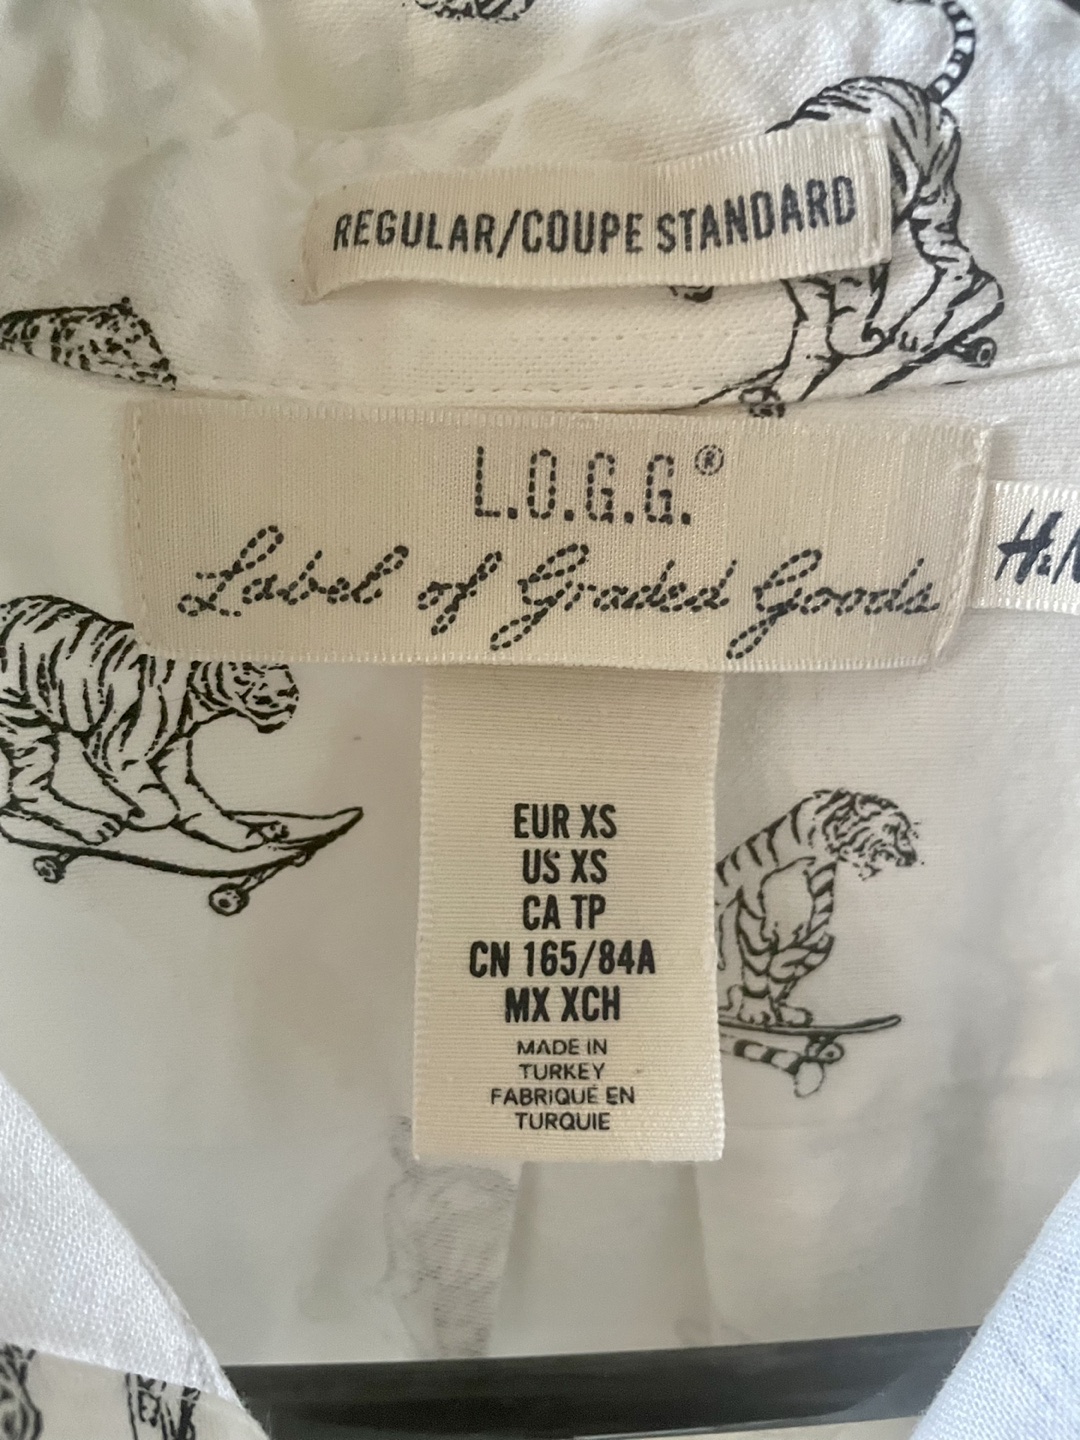 REGULAR/COUPE STANDARD
L.O.G.G.®
Label of Graded Goods
EUR XS
US XS
CA TP
CN 165/84A
MX XCH
MADE IN
TURKEY
FABRIQUÉ EN
TURQUIE